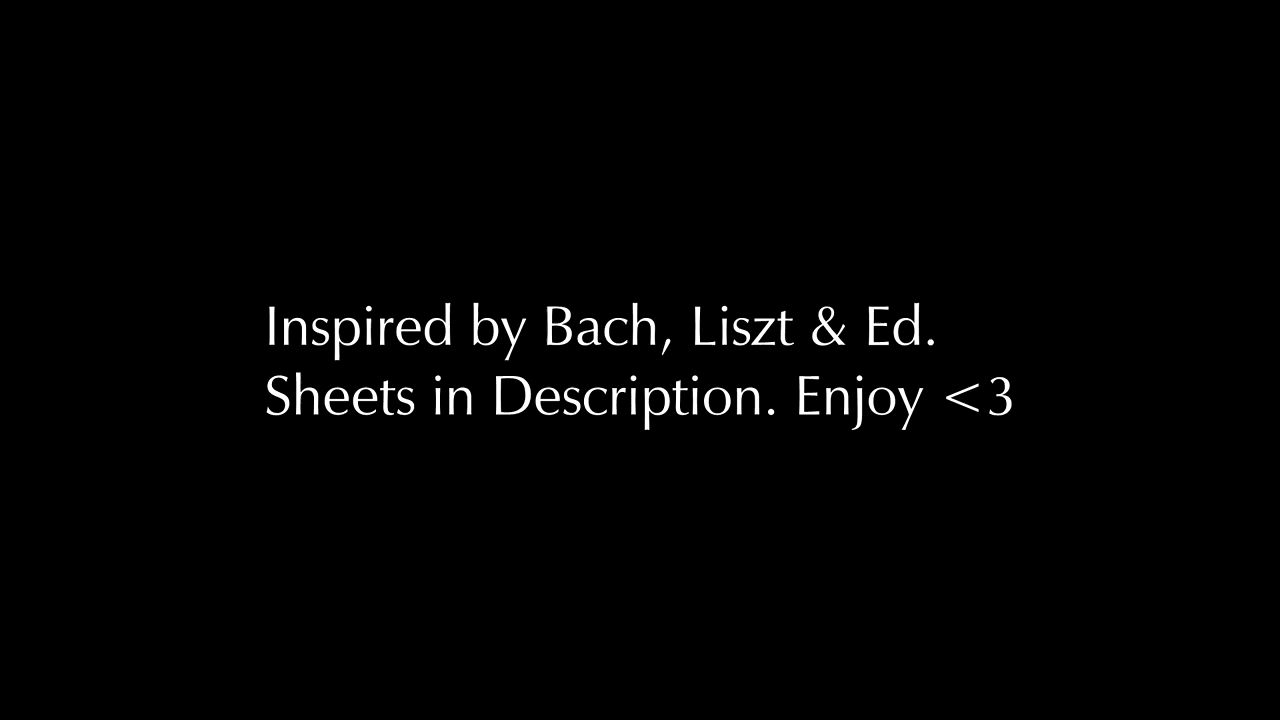 Inspired by Bach, Liszt & Ed.
Sheets in Description. Enjoy <3